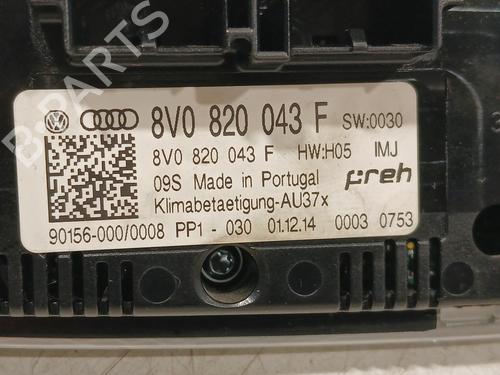 8V0 820 043 F SW:0030
8V0 820 043 F HW:H05 IMJ
09S Made in Portugal preh
Klimabetaetigung-AU37x
90156-000/0008 PP1 - 030 01.12.14 0003 0753
B-PARTS